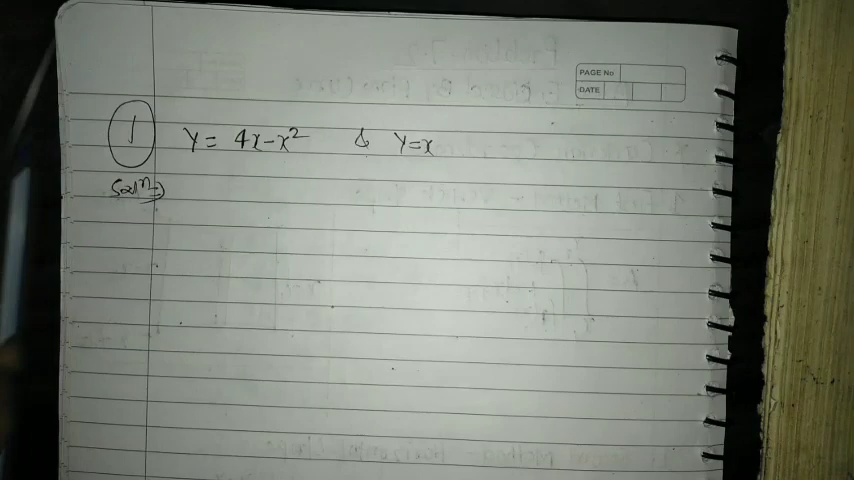 PAGE No
DATE
1 y = 4x-x² & y=x
Solⁿ⇒